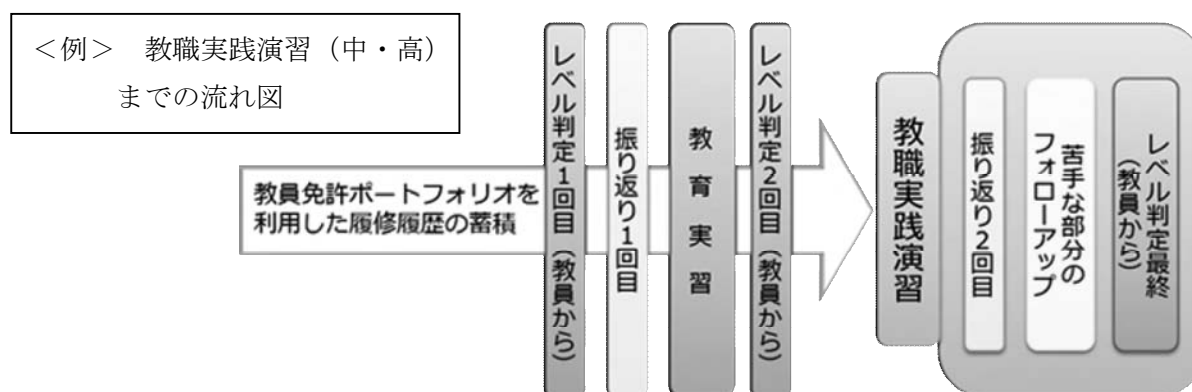 ＜例＞　教職実践演習（中・高）
までの流れ図
教員免許ポートフォリオを
利用した履修履歴の蓄積
レベル判定1回目（教員から）
振り返り1回目
教育実習
レベル判定2回目（教員から）
教職実践演習
振り返り2回目
苦手な部分の
フォローアップ
レベル判定最終
（教員から）